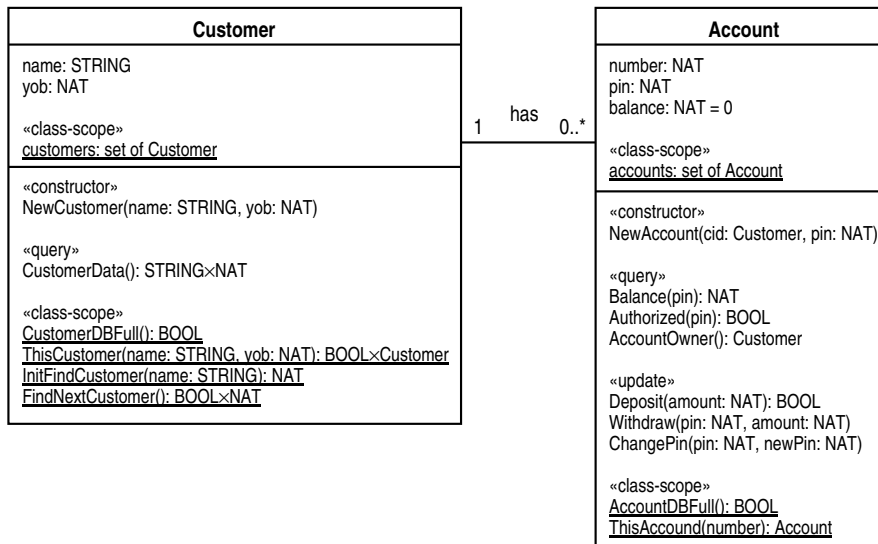 Customer
name: STRING
yob: NAT
«class-scope»
customers: set of Customer
«constructor»
NewCustomer(name: STRING, yob: NAT)
«query»
CustomerData(): STRING×NAT
«class-scope»
CustomerDBFull(): BOOL
ThisCustomer(name: STRING, yob: NAT): BOOL×Customer
InitFindCustomer(name: STRING): NAT
FindNextCustomer(): BOOL×NAT
1 has 0..*
Account
number: NAT
pin: NAT
balance: NAT = 0
«class-scope»
accounts: set of Account
«constructor»
NewAccount(cid: Customer, pin: NAT)
«query»
Balance(pin): NAT
Authorized(pin): BOOL
AccountOwner(): Customer
«update»
Deposit(amount: NAT): BOOL
Withdraw(pin: NAT, amount: NAT)
ChangePin(pin: NAT, newPin: NAT)
«class-scope»
AccountDBFull(): BOOL
ThisAccound(number): Account